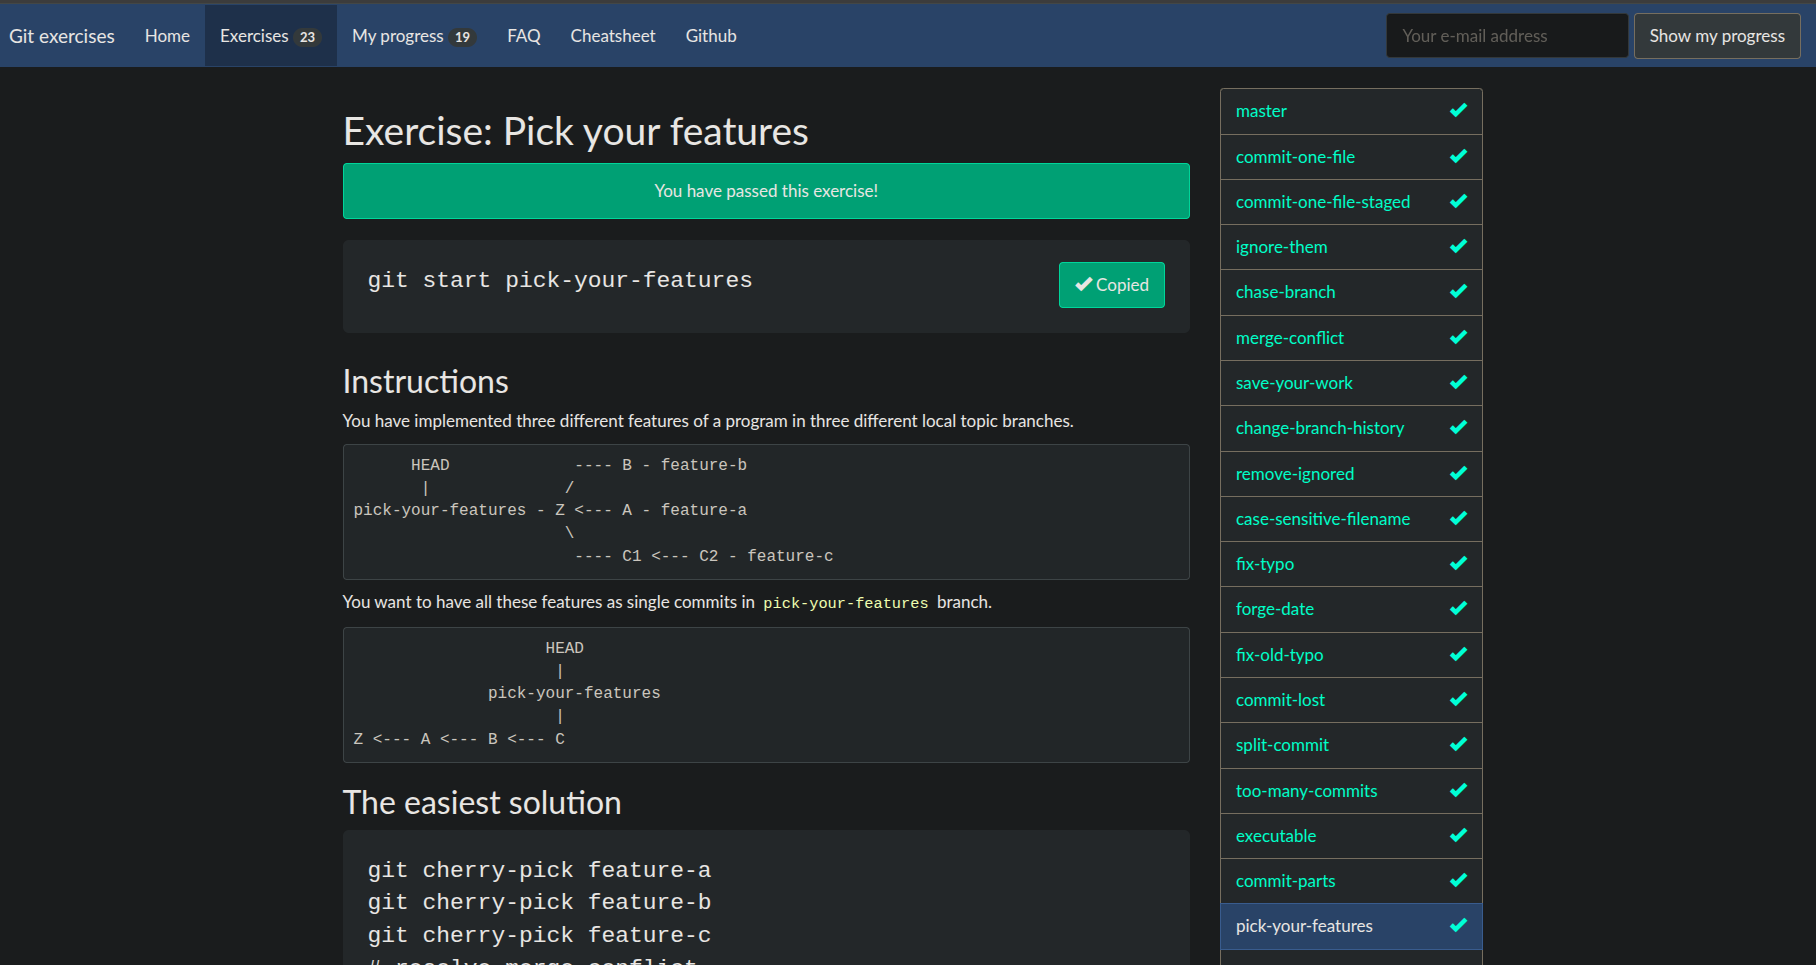 Git exercises Home Exercises 23 My progress 19 FAQ Cheatsheet Github Your e-mail address Show my progress
Exercise: Pick your features
You have passed this exercise!
git start pick-your-features
Copied
Instructions
You have implemented three different features of a program in three different local topic branches.
      HEAD             ---- B - feature-b
       |              /
pick-your-features - Z <--- A - feature-a
                      \
                       ---- C1 <--- C2 - feature-c
You want to have all these features as single commits in pick-your-features branch.
                    HEAD
                     |
              pick-your-features
                     |
Z <--- A <--- B <--- C
The easiest solution
git cherry-pick feature-a
git cherry-pick feature-b
git cherry-pick feature-c
# resolve merge conflict
master
commit-one-file
commit-one-file-staged
ignore-them
chase-branch
merge-conflict
save-your-work
change-branch-history
remove-ignored
case-sensitive-filename
fix-typo
forge-date
fix-old-typo
commit-lost
split-commit
too-many-commits
executable
commit-parts
pick-your-features